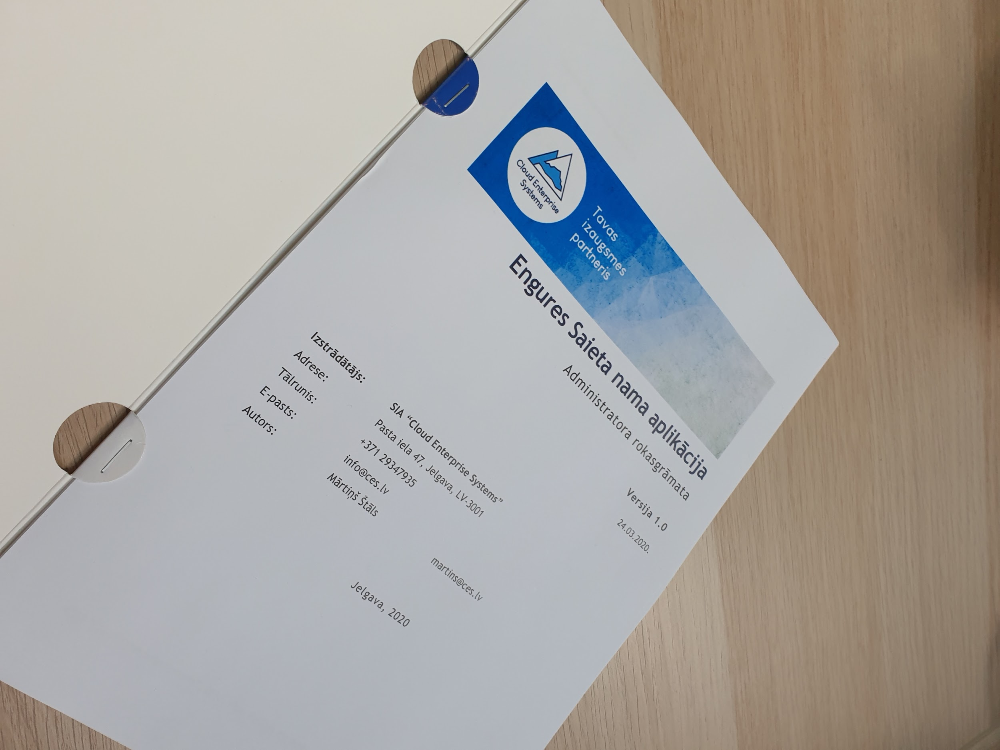 Cloud Enterprise
Systems
Tavas
izaugsmes
partneris
Engures Saieta nama aplikācija
Administratora rokasgrāmata
Versija 1.0
24.03.2020.
Izstrādātājs: SIA “Cloud Enterprise Systems”
Adrese: Pasta iela 47, Jelgava, LV-3001
Tālrunis: +371 29347935
E-pasts: info@ces.lv
Autors: Mārtiņš Štāls martins@ces.lv
Jelgava, 2020